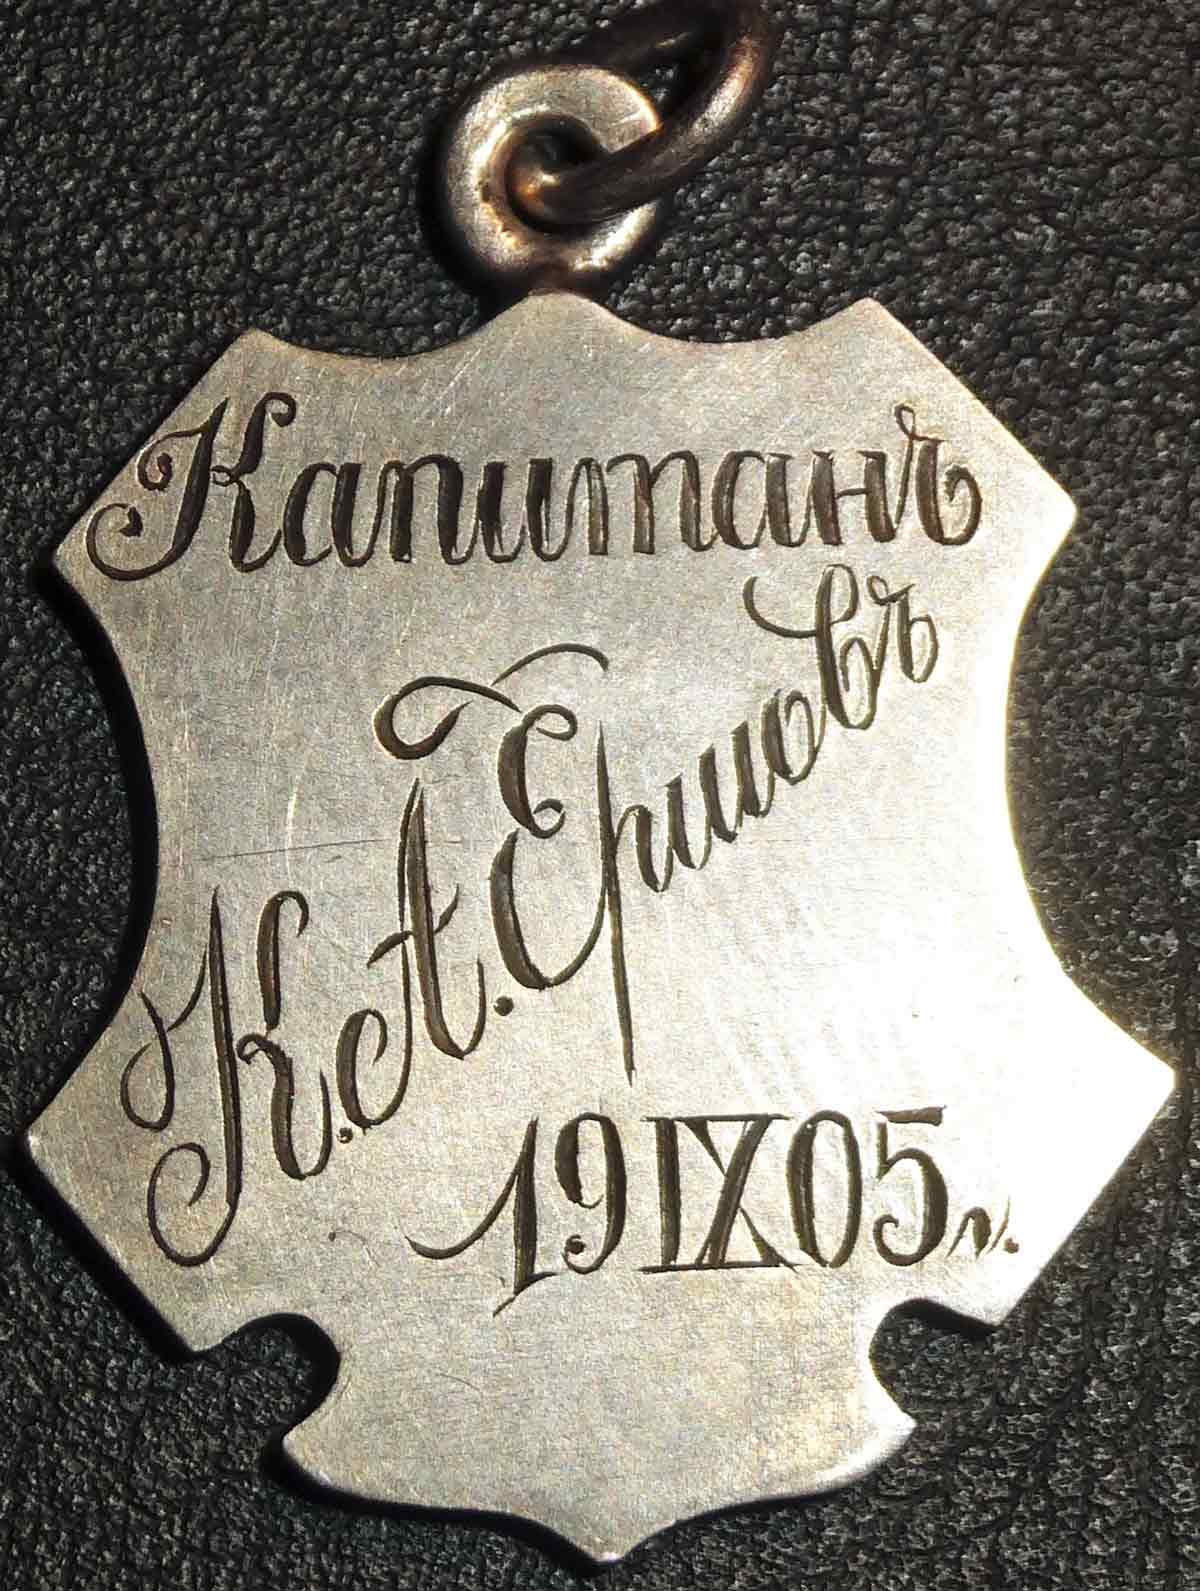 Капитанъ
К. А. Ершовъ
19 IX 05 г.